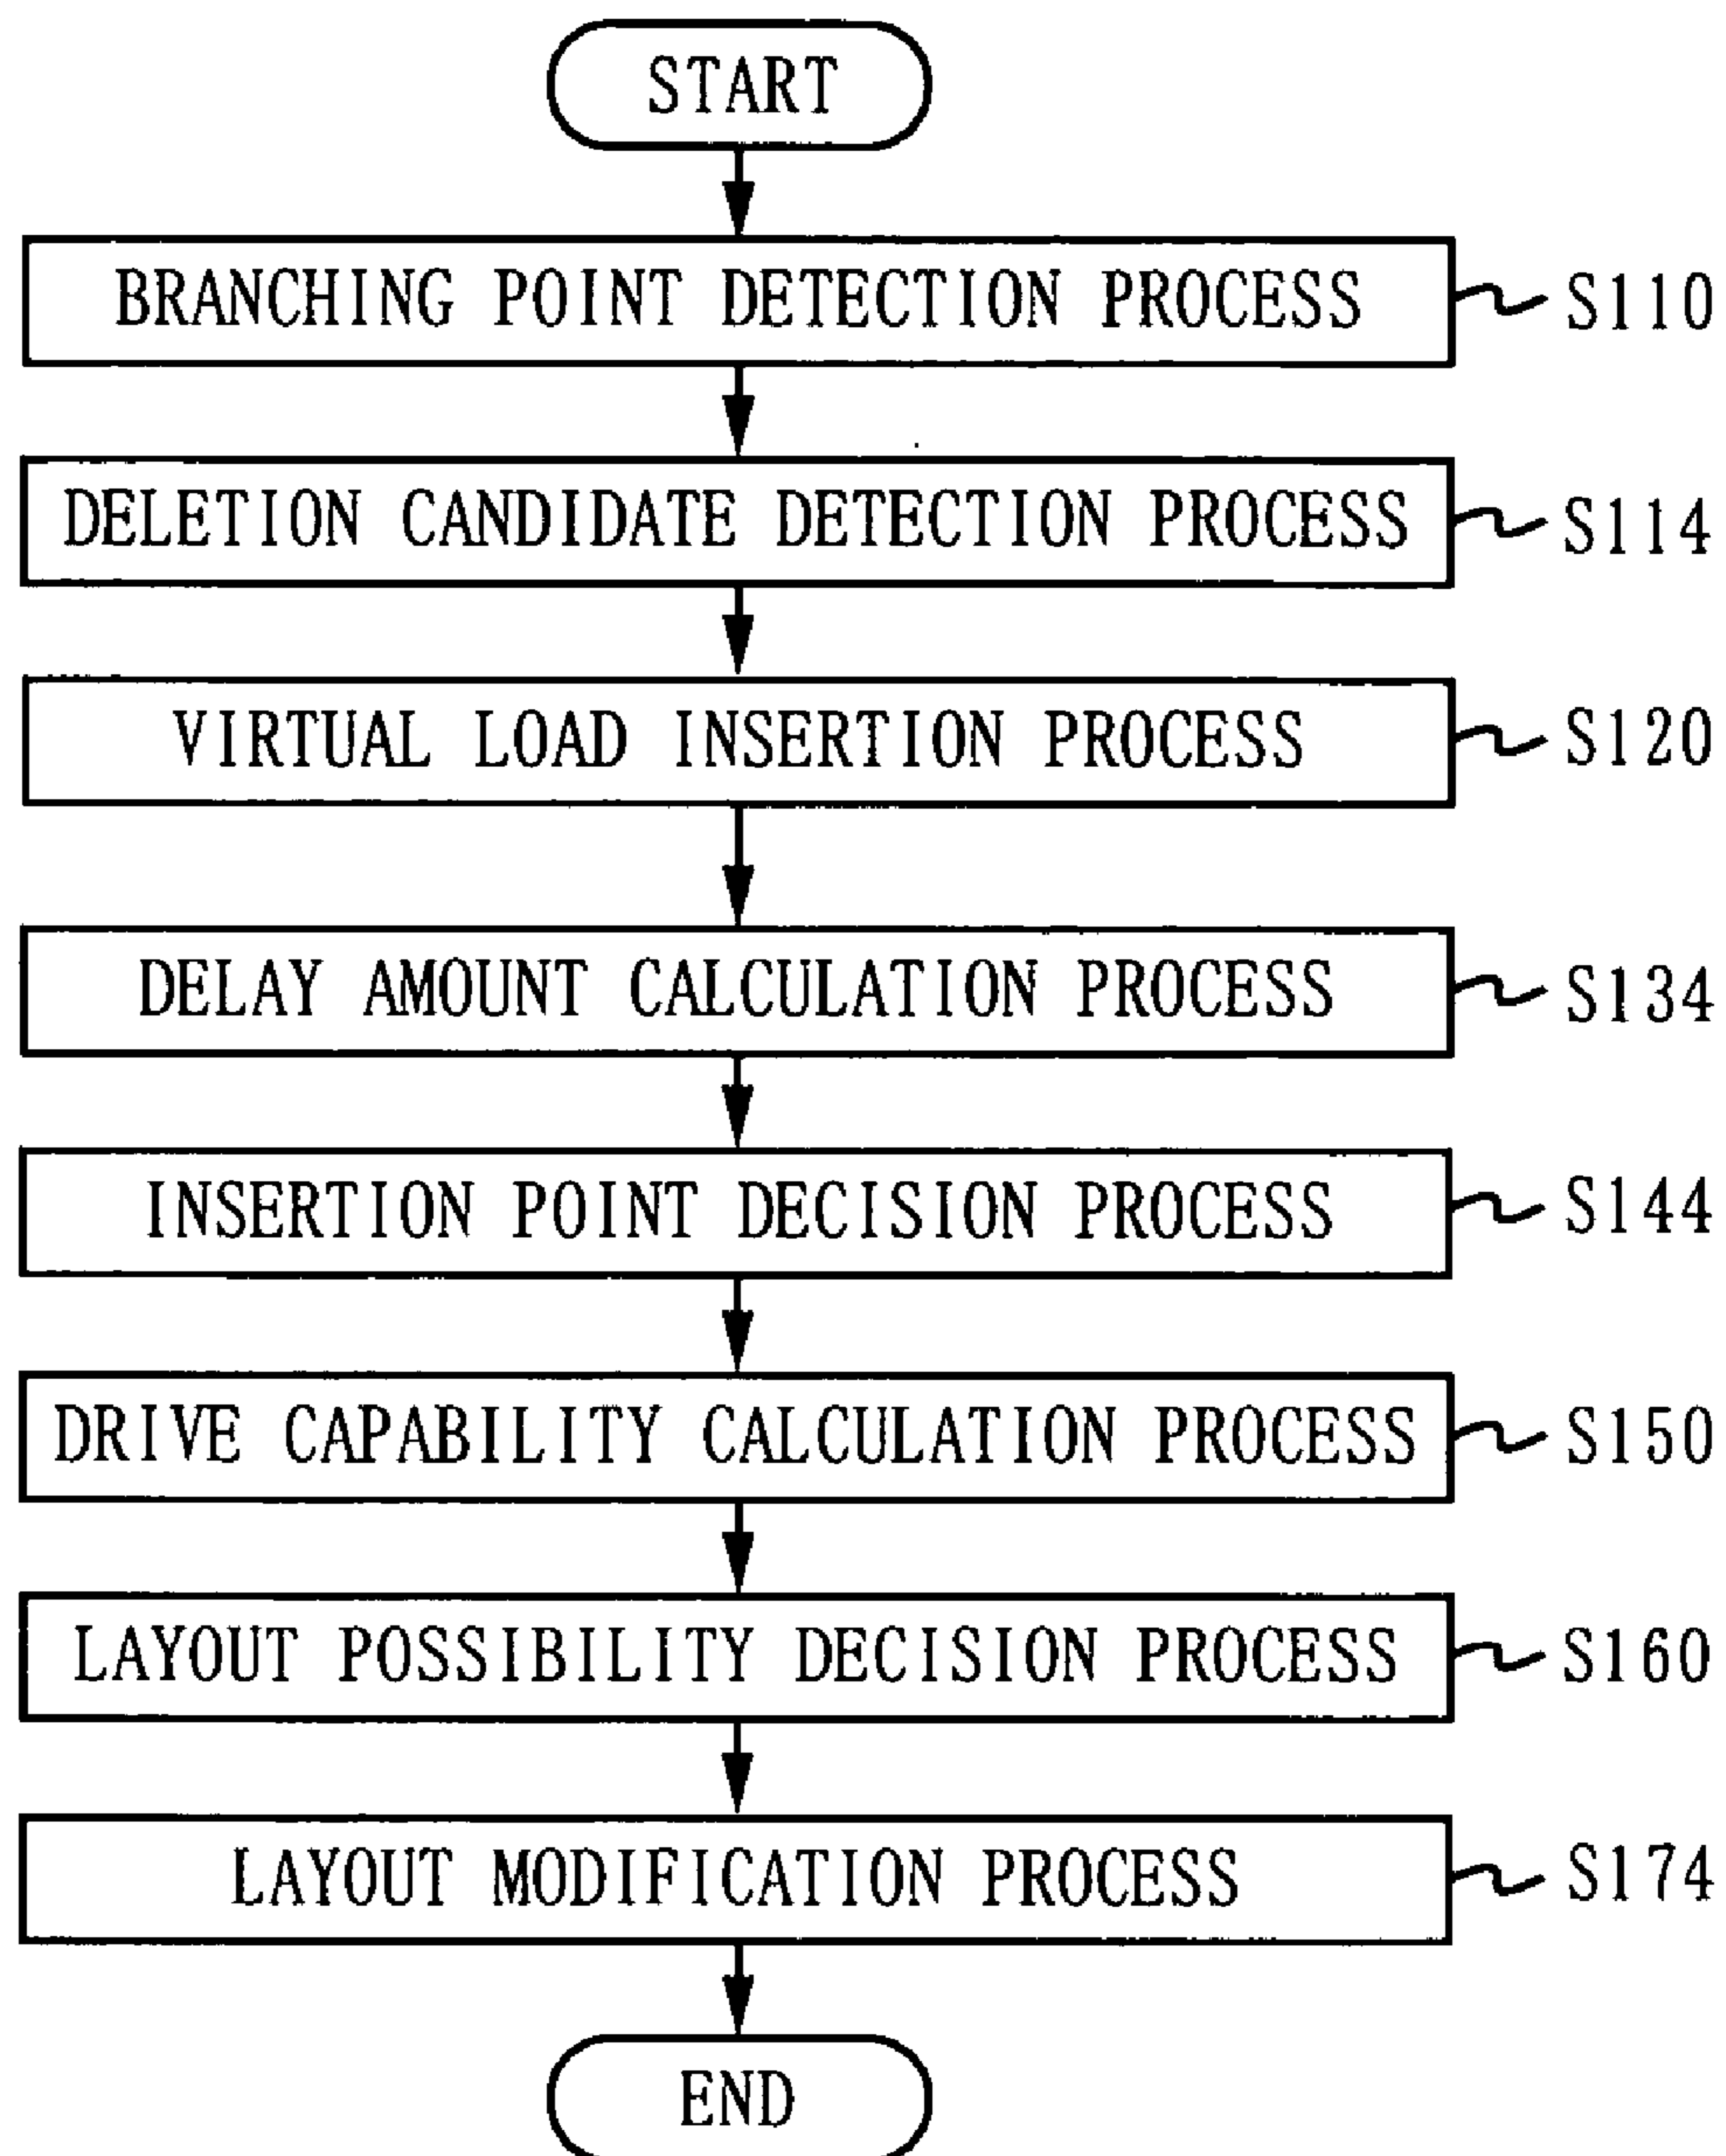 START
BRANCHING POINT DETECTION PROCESS S110
DELETION CANDIDATE DETECTION PROCESS S114
VIRTUAL LOAD INSERTION PROCESS S120
DELAY AMOUNT CALCULATION PROCESS S134
INSERTION POINT DECISION PROCESS S144
DRIVE CAPABILITY CALCULATION PROCESS S150
LAYOUT POSSIBILITY DECISION PROCESS S160
LAYOUT MODIFICATION PROCESS S174
END